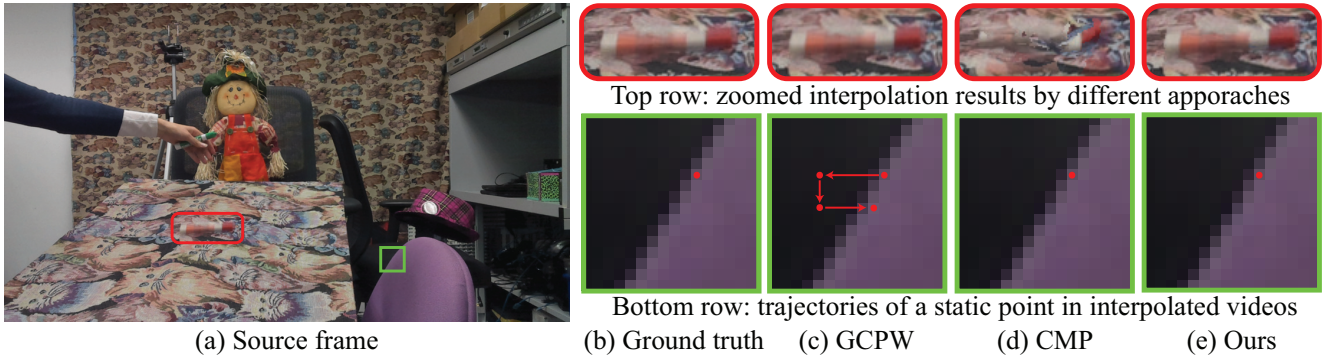 Top row: zoomed interpolation results by different apporaches
Bottom row: trajectories of a static point in interpolated videos
(a) Source frame
(b) Ground truth
(c) GCPW
(d) CMP
(e) Ours